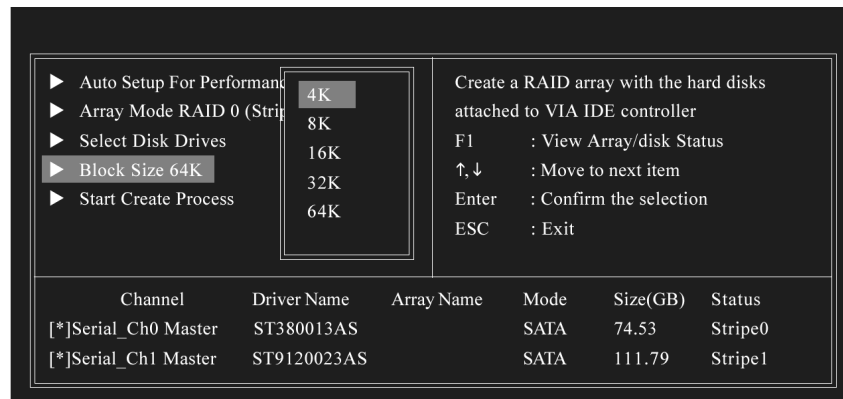 Auto Setup For Performanc
Array Mode RAID 0 (Strip
Select Disk Drives
Block Size 64K
Start Create Process
4K
8K
16K
32K
64K
Create a RAID array with the hard disks
attached to VIA IDE controller
F1 : View Array/disk Status
↑,↓ : Move to next item
Enter : Confirm the selection
ESC : Exit
Channel Driver Name Array Name Mode Size(GB) Status
[*]Serial_Ch0 Master ST380013AS SATA 74.53 Stripe0
[*]Serial_Ch1 Master ST9120023AS SATA 111.79 Stripe1